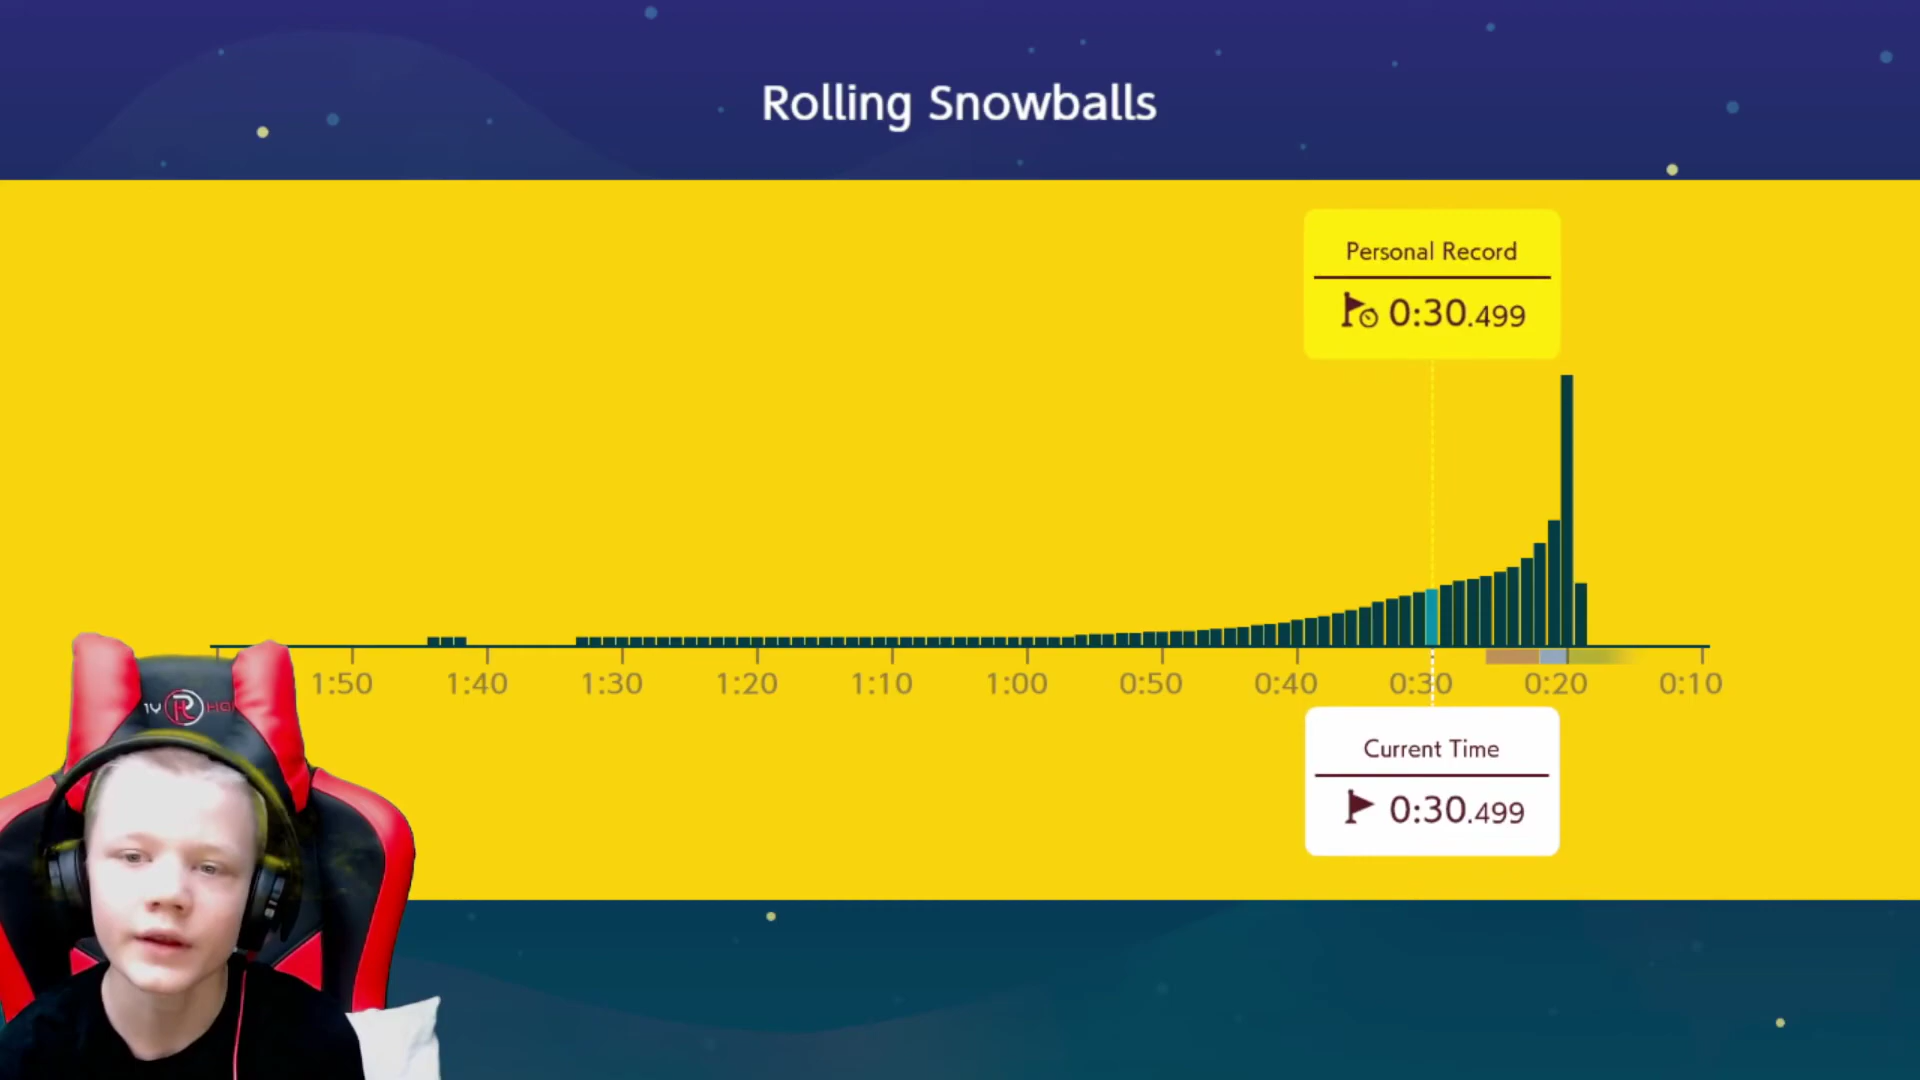 Rolling Snowballs
Personal Record
0:30.499
1:50 1:40 1:30 1:20 1:10 1:00 0:50 0:40 0:30 0:20 0:10
Current Time
0:30.499